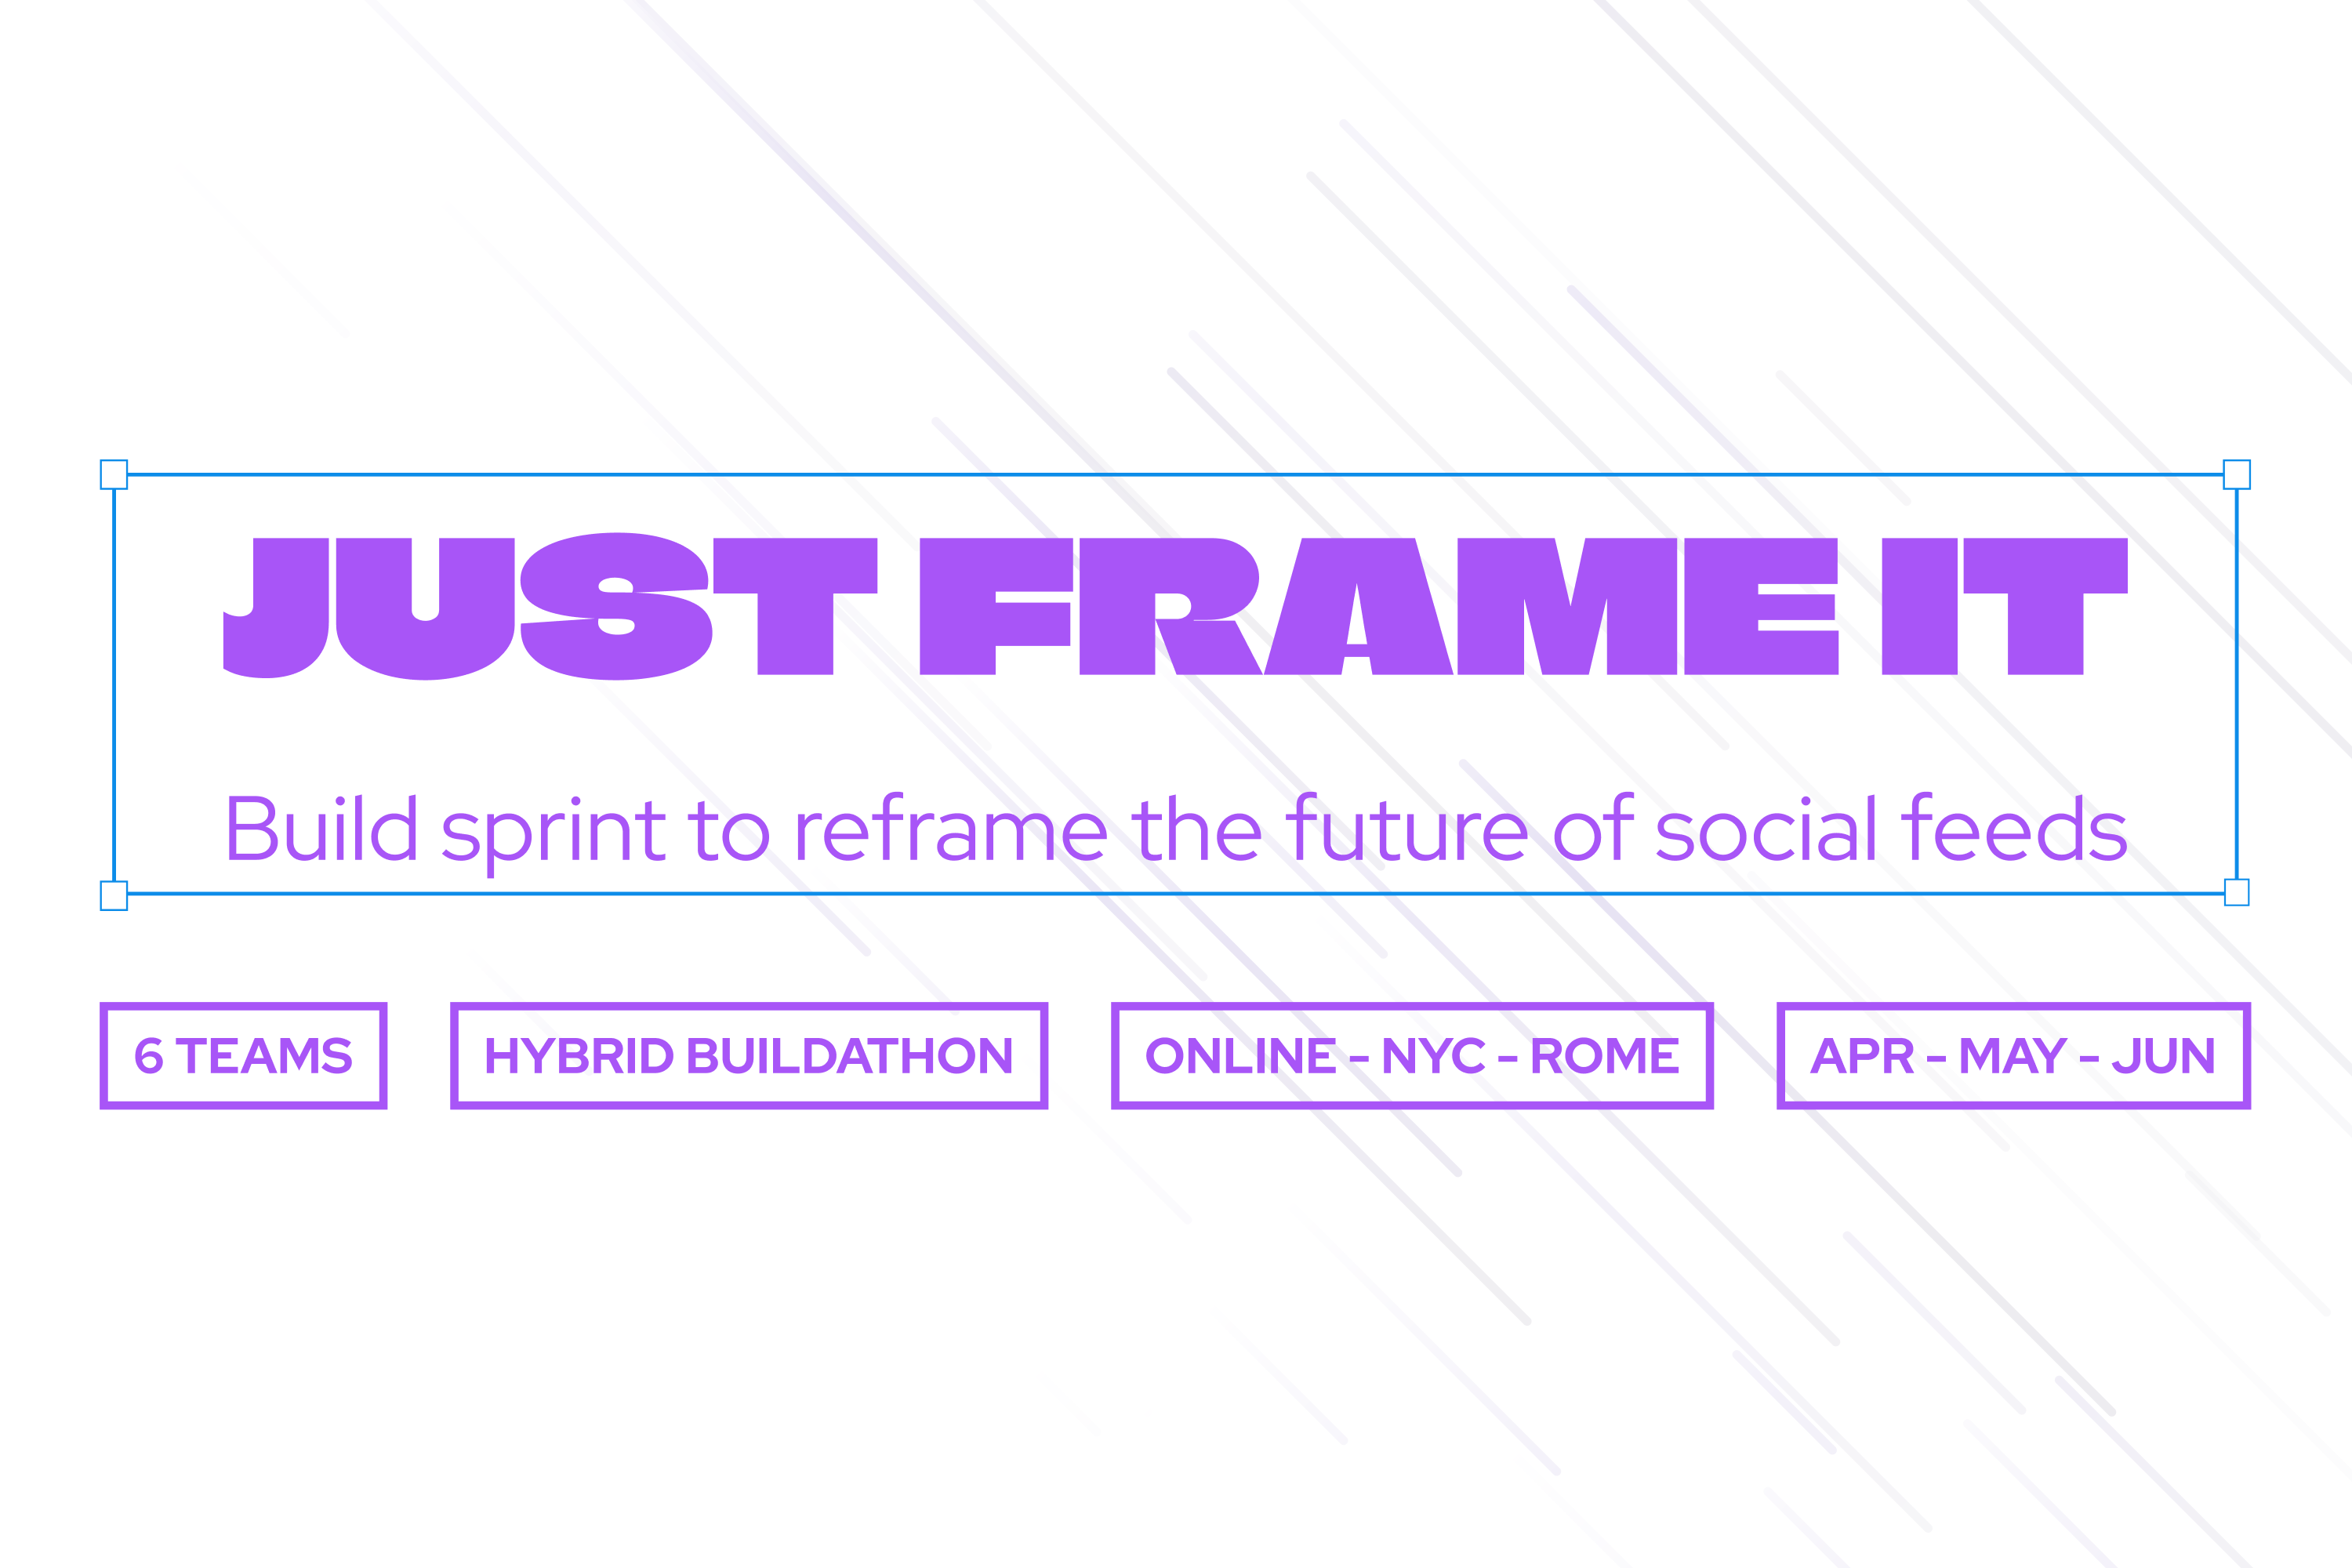 JUST FRAME IT
Build sprint to reframe the future of social feeds
6 TEAMS
HYBRID BUILDATHON
ONLINE - NYC - ROME
APR - MAY - JUN